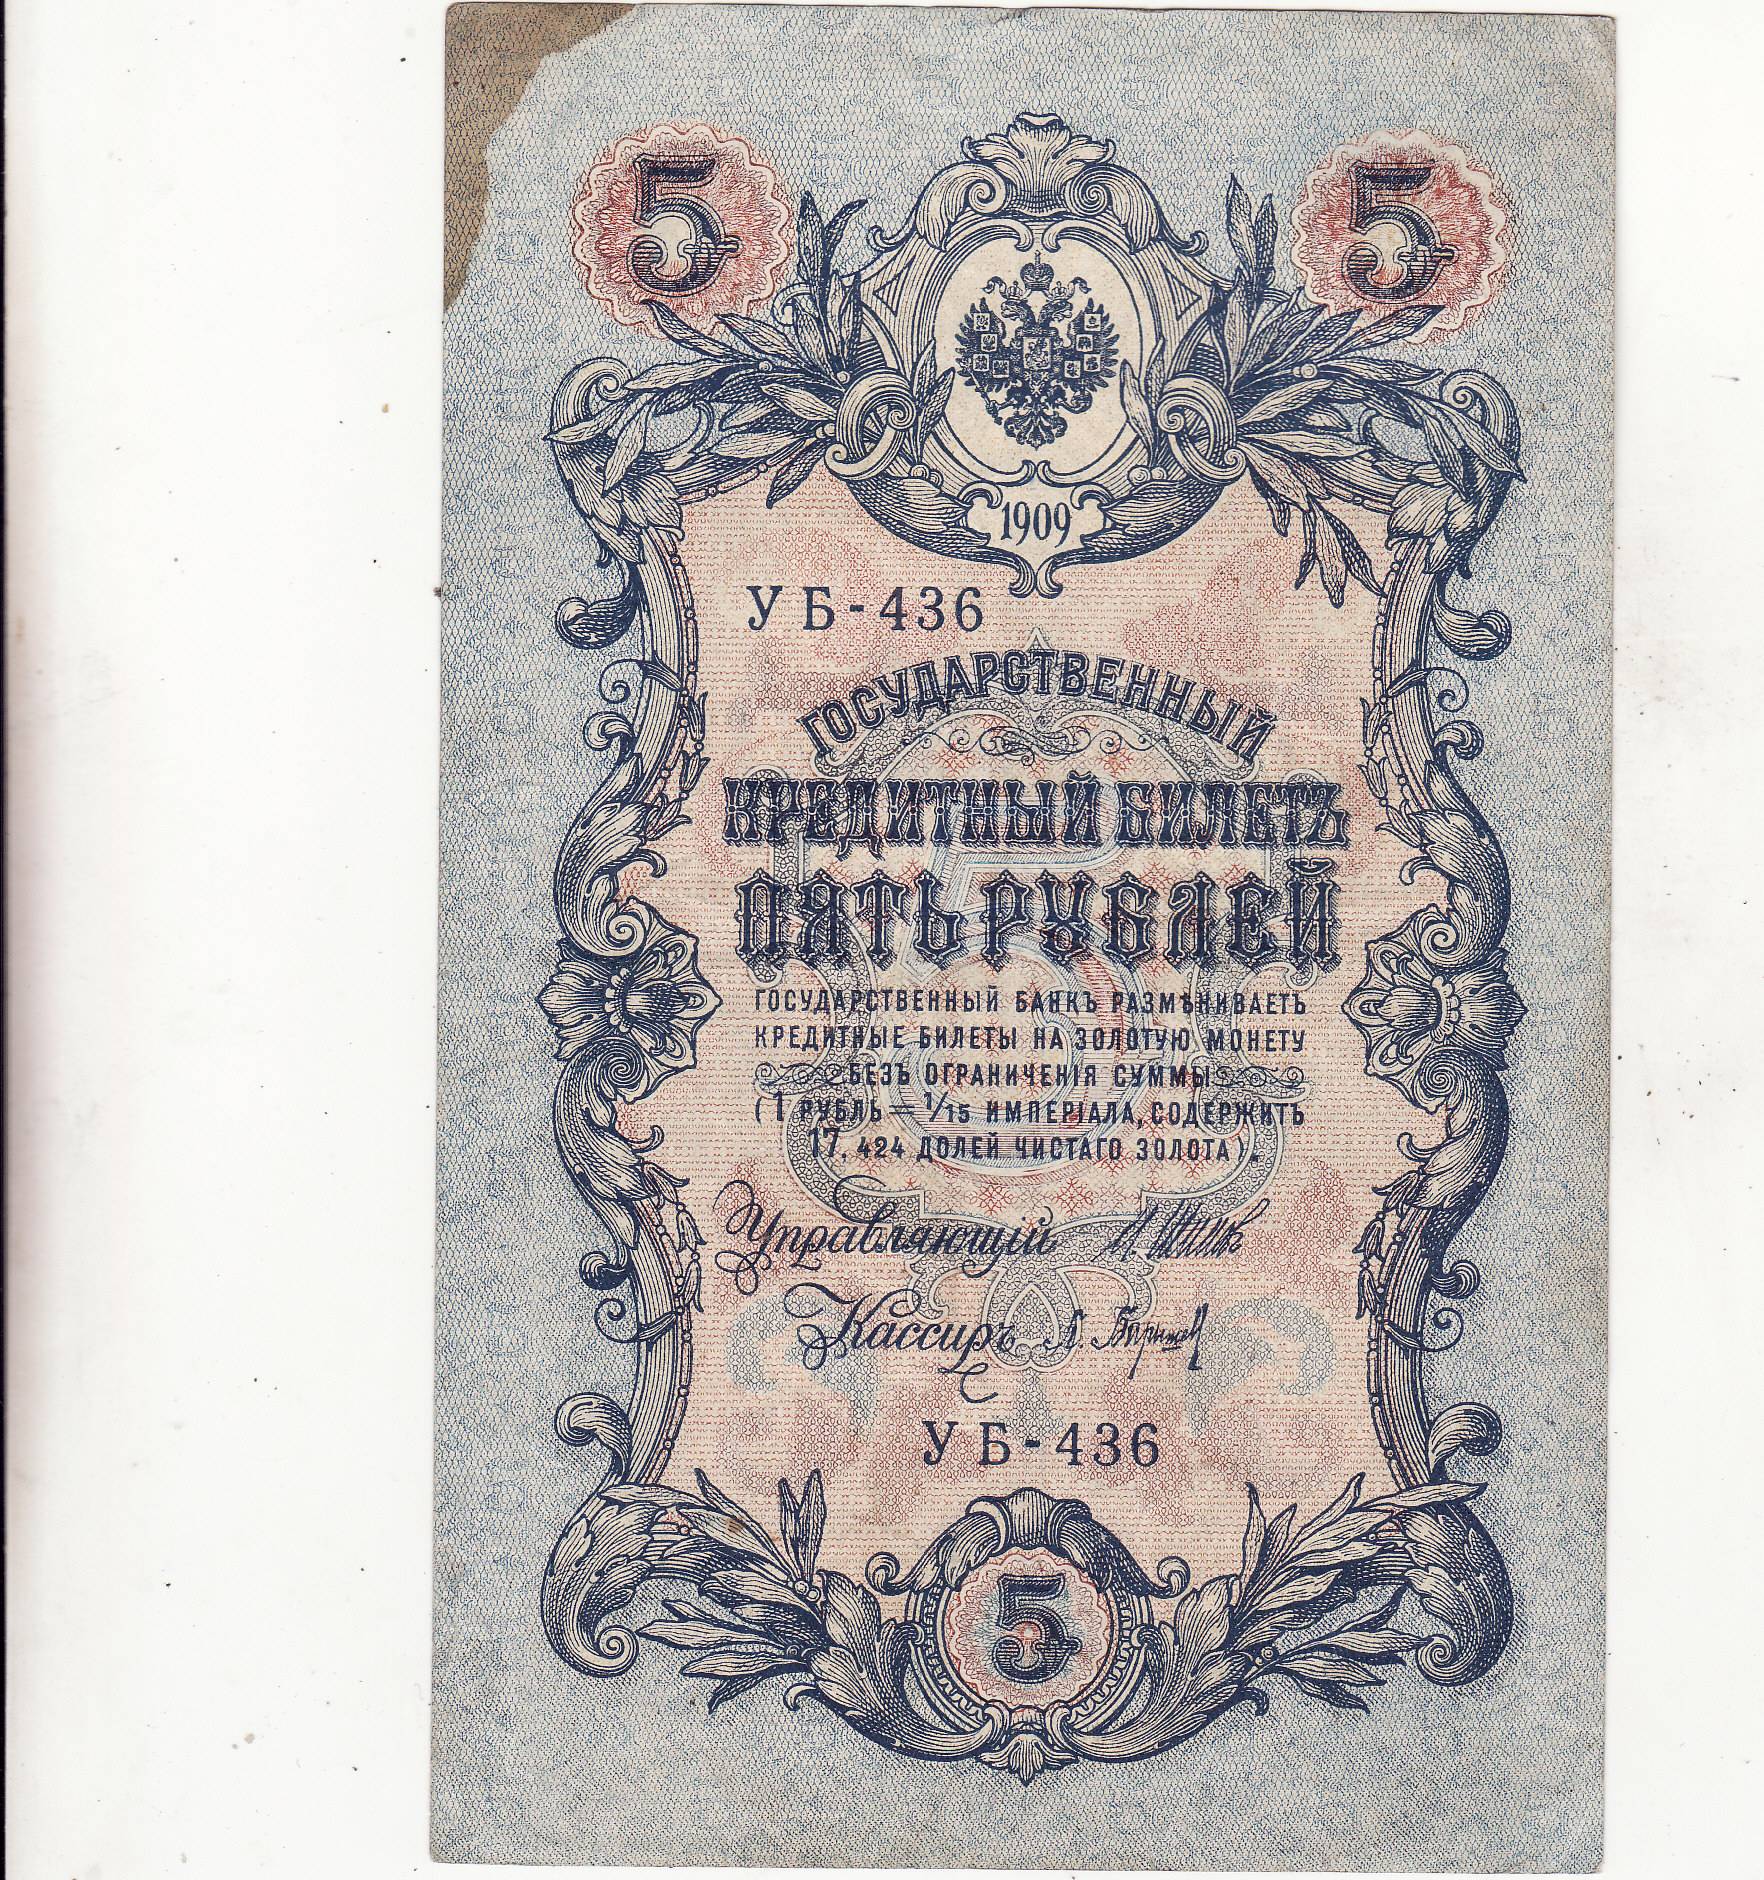 5
5
1909
УБ-436
ГОСУДАРСТВЕННЫЙ
КРЕДИТНЫЙ БИЛЕТЪ
ПЯТЬ РУБЛЕЙ
ГОСУДАРСТВЕННЫЙ БАНКЪ РАЗМѢНИВАЕТЪ
КРЕДИТНЫЕ БИЛЕТЫ НА ЗОЛОТУЮ МОНЕТУ
БЕЗЪ ОГРАНИЧЕНІЯ СУММЫ
(1 РУБЛЬ = 1/15 ИМПЕРІАЛА, СОДЕРЖИТЪ
17,424 ДОЛЕЙ ЧИСТАГО ЗОЛОТА).
Управляющій И. Шипов
Кассиръ
УБ-436
5